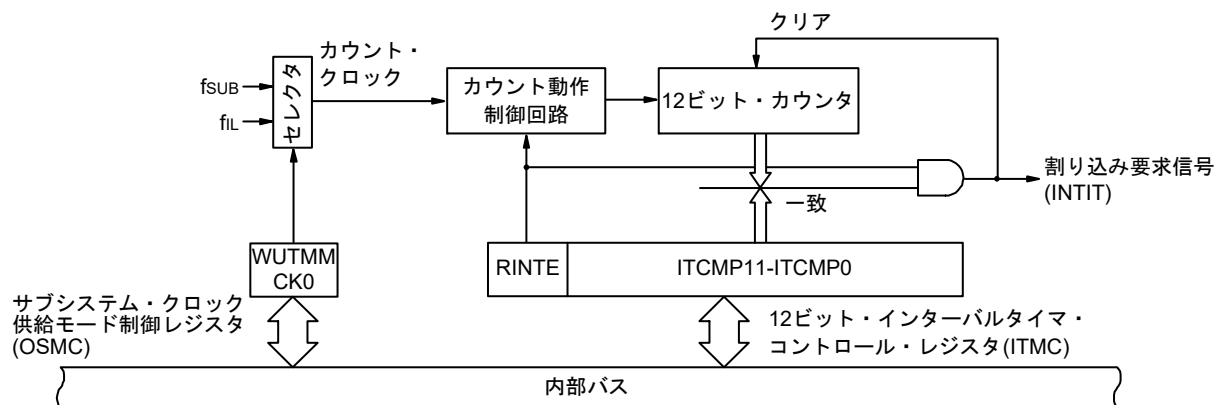 クリア
カウント・
クロック
fSUB
fIL
セレクタ
カウント動作
制御回路
12ビット・カウンタ
割り込み要求信号
(INTIT)
一致
WUTMM
CK0
RINTE
ITCMP11-ITCMP0
サブシステム・クロック
供給モード制御レジスタ
(OSMC)
12ビット・インターバルタイマ・
コントロール・レジスタ(ITMC)
内部バス